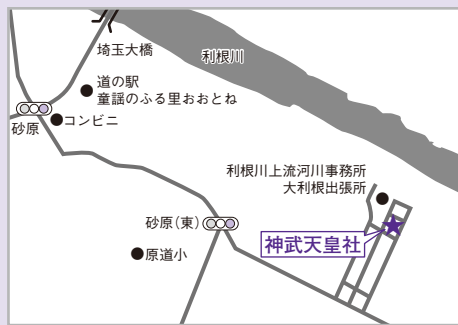 埼玉大橋
利根川
道の駅
童謡のふる里おおとね
コンビニ
砂原
利根川上流河川事務所
大利根出張所
砂原(東)
神武天皇社
原道小